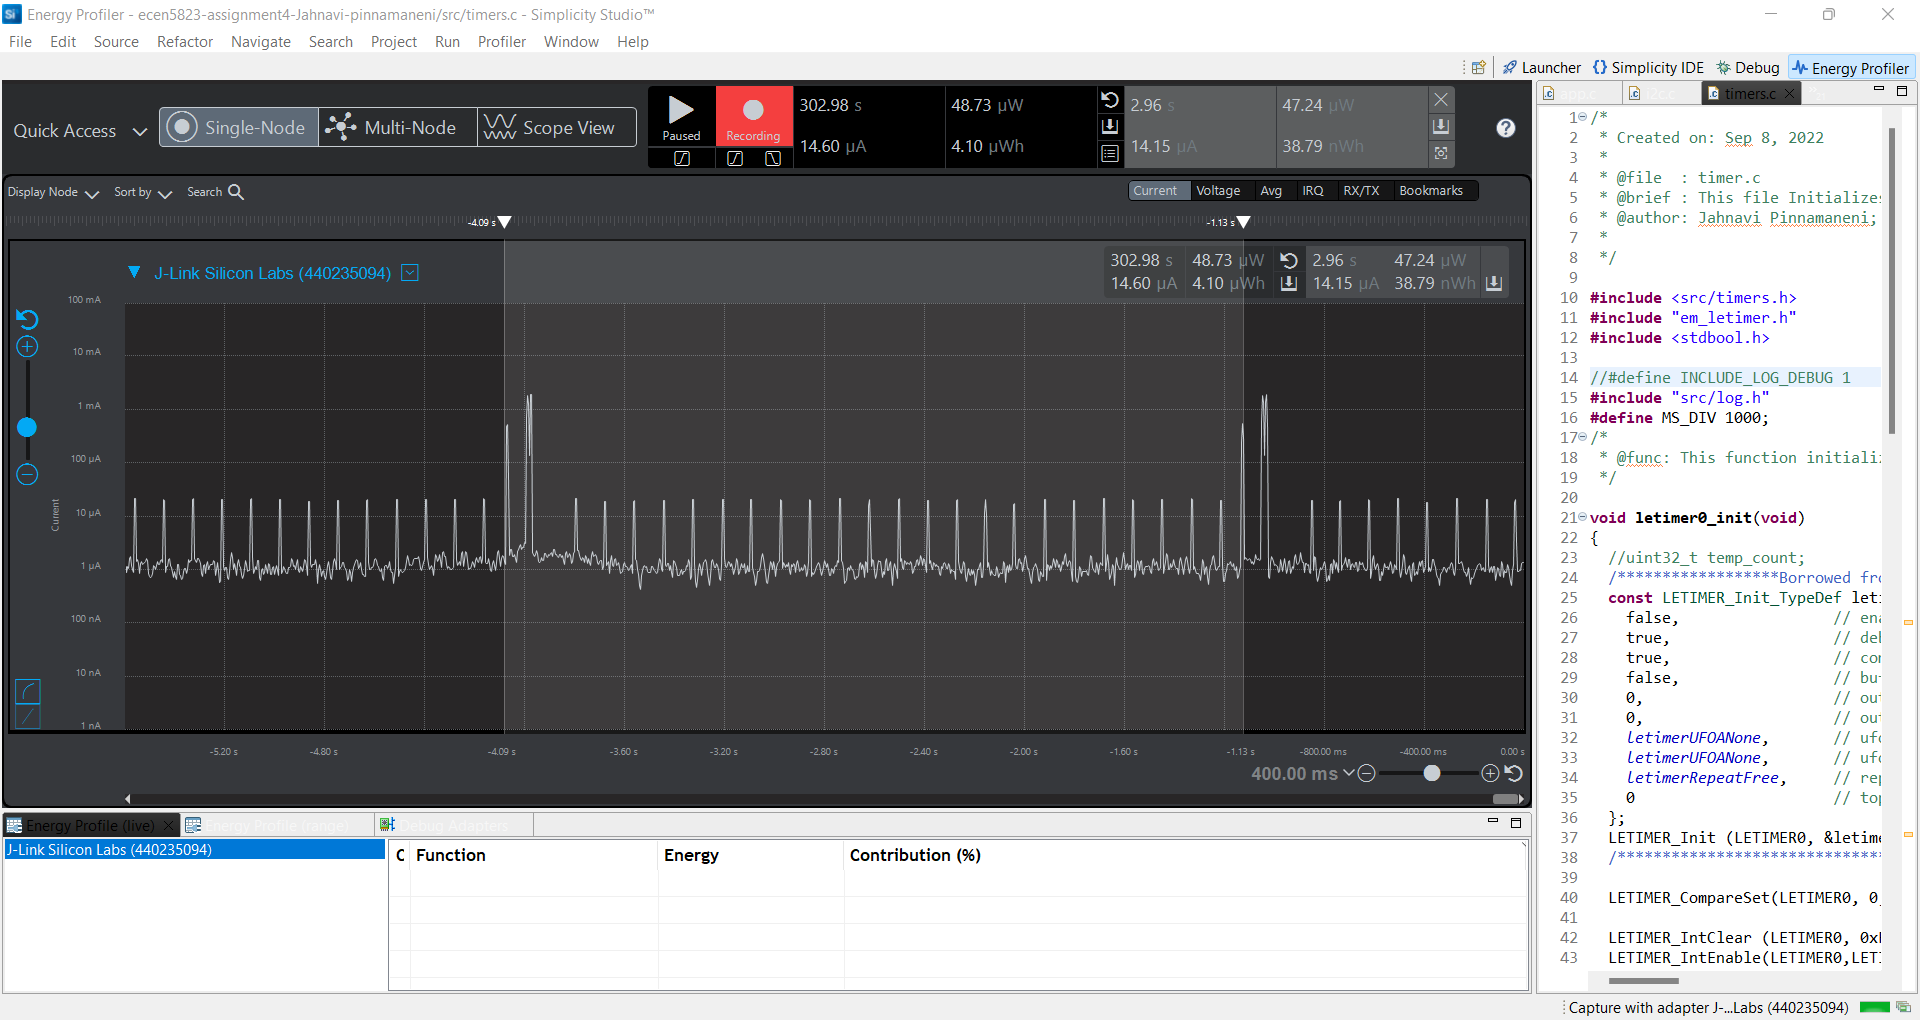 Energy Profiler - ecen5823-assignment4-Jahnavi-pinnamaneni/src/timers.c - Simplicity Studio™
File Edit Source Refactor Navigate Search Project Run Profiler Window Help
Launcher {} Simplicity IDE Debug Energy Profiler
Quick Access Single-Node Multi-Node Scope View
Paused Recording
302.98 s 48.73 µW 2.96 s 47.24 µW
14.60 µA 4.10 µWh 14.15 µA 38.79 nWh
Display Node Sort by Search
Current Voltage Avg IRQ RX/TX Bookmarks
-4.09 s -1.13 s
J-Link Silicon Labs (440235094)
302.98 s 48.73 µW 2.96 s 47.24 µW
14.60 µA 4.10 µWh 14.15 µA 38.79 nWh
100 mA
10 mA
1 mA
100 µA
10 µA
1 µA
100 nA
10 nA
1 nA
Current
-5.20 s -4.80 s -4.09 s -3.60 s -3.20 s -2.80 s -2.40 s -2.00 s -1.60 s -1.13 s -800.00 ms -400.00 ms 0.00 s
400.00 ms
Energy Profile (live) Energy Profile (range) Debug Adapters
J-Link Silicon Labs (440235094)
C Function Energy Contribution (%)
timers.c
1 /*
2 * Created on: Sep 8, 2022
3 *
4 * @file : timer.c
5 * @brief : This file Initialize
6 * @author: Jahnavi Pinnamaneni;
7 *
8 */
9
10 #include <src/timers.h>
11 #include "em_letimer.h"
12 #include <stdbool.h>
13
14 //#define INCLUDE_LOG_DEBUG 1
15 #include "src/log.h"
16 #define MS_DIV 1000;
17 /*
18 * @func: This function initiali
19 */
20
21 void letimer0_init(void)
22 {
23 //uint32_t temp_count;
24 /******************Borrowed fr
25 const LETIMER_Init_TypeDef let
26 false, // en
27 true, // de
28 true, // co
29 false, // bu
30 0, // ou
31 0, // ou
32 letimerUFOANone, // uf
33 letimerUFOANone, // uf
34 letimerRepeatFree, // re
35 0 // to
36 };
37 LETIMER_Init (LETIMER0, &letim
38 /*****************************
39
40 LETIMER_CompareSet(LETIMER0, 0
41
42 LETIMER_IntClear (LETIMER0, 0x
43 LETIMER_IntEnable(LETIMER0,LET
Capture with adapter J-...Labs (440235094)